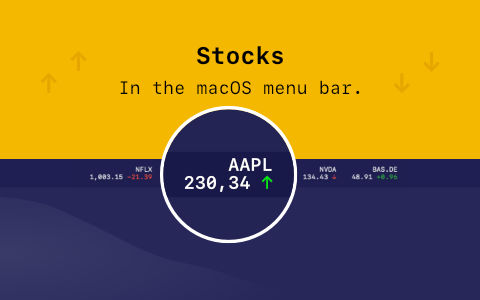 Stocks
In the macOS menu bar.
NFLX
1,003.15 -21.39
AAPL
230,34 ↑
NVDA
134.43 ↓
BAS.DE
48.91 +0.96